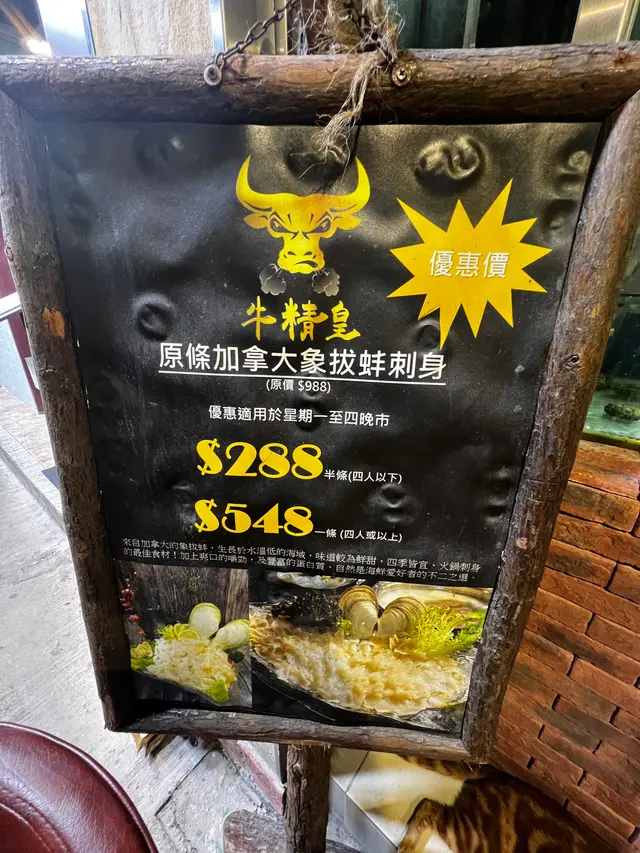 優惠價
牛精皇
原條加拿大象拔蚌刺身
(原價 $988)
優惠適用於星期一至四晚市
$288 半條(四人以下)
$548 一條 (四人或以上)
來自加拿大的象拔蚌，生長於水溫低的海域，味道較為鮮甜，四季皆宜、火鍋刺身
的最佳食材！加上爽口的嚼勁，及豐富的蛋白質，自然是海鮮愛好者的不二之選。